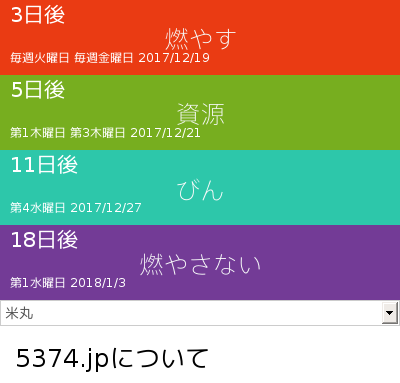 3日後
燃やす
毎週火曜日 毎週金曜日 2017/12/19
5日後
資源
第1木曜日 第3木曜日 2017/12/21
11日後
びん
第4水曜日 2017/12/27
18日後
燃やさない
第1水曜日 2018/1/3
米丸
5374.jpについて